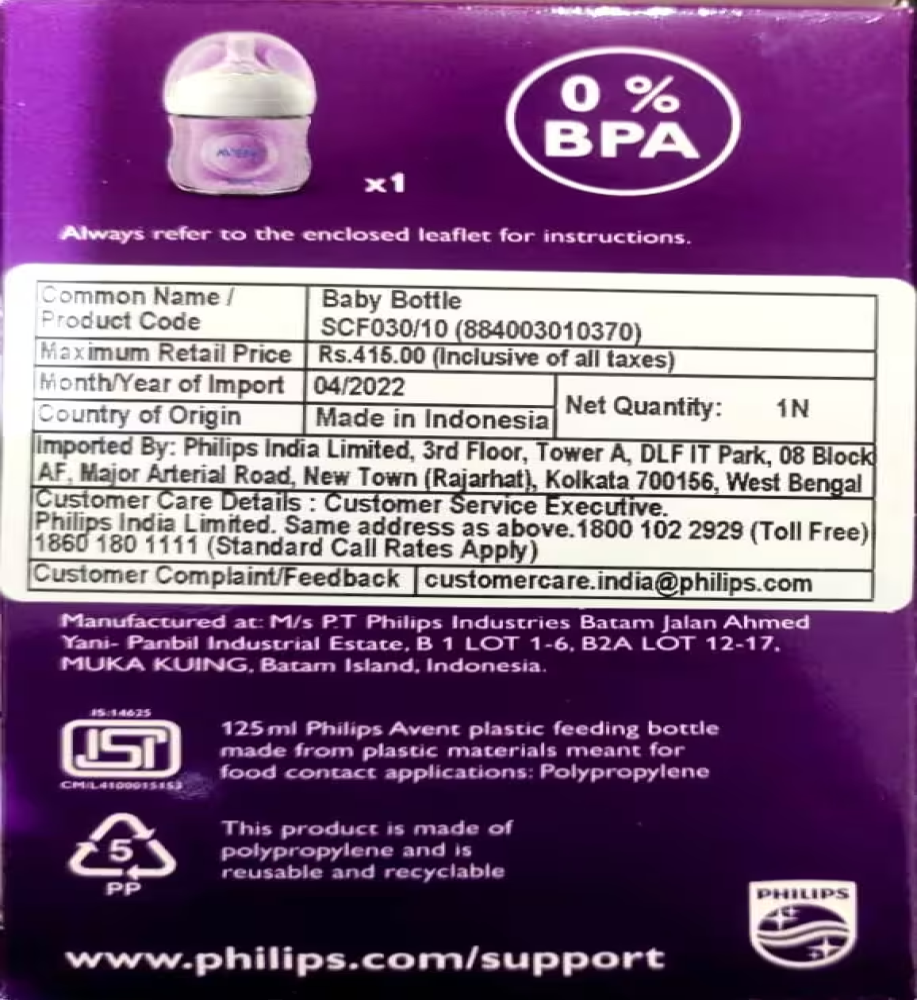 AVENT
x1
0 %
BPA
Always refer to the enclosed leaflet for instructions.
Common Name / Baby Bottle
Product Code SCF030/10 (884003010370)
Maximum Retail Price Rs.415.00 (Inclusive of all taxes)
Month/Year of Import 04/2022
Net Quantity: 1N
Country of Origin Made in Indonesia
Imported By: Philips India Limited, 3rd Floor, Tower A, DLF IT Park, 08 Block
AF, Major Arterial Road, New Town (Rajarhat), Kolkata 700156, West Bengal
Customer Care Details : Customer Service Executive.
Philips India Limited. Same address as above.1800 102 2929 (Toll Free)
1860 180 1111 (Standard Call Rates Apply)
Customer Complaint/Feedback customercare.india@philips.com
Manufactured at: M/s P.T Philips Industries Batam Jalan Ahmed
Yani- Panbil Industrial Estate, B 1 LOT 1-6, B2A LOT 12-17,
MUKA KUING, Batam Island, Indonesia.
IS:14625
ISI
CM/L4100015153
125ml Philips Avent plastic feeding bottle
made from plastic materials meant for
food contact applications: Polypropylene
5
PP
This product is made of
polypropylene and is
reusable and recyclable
PHILIPS
www.philips.com/support